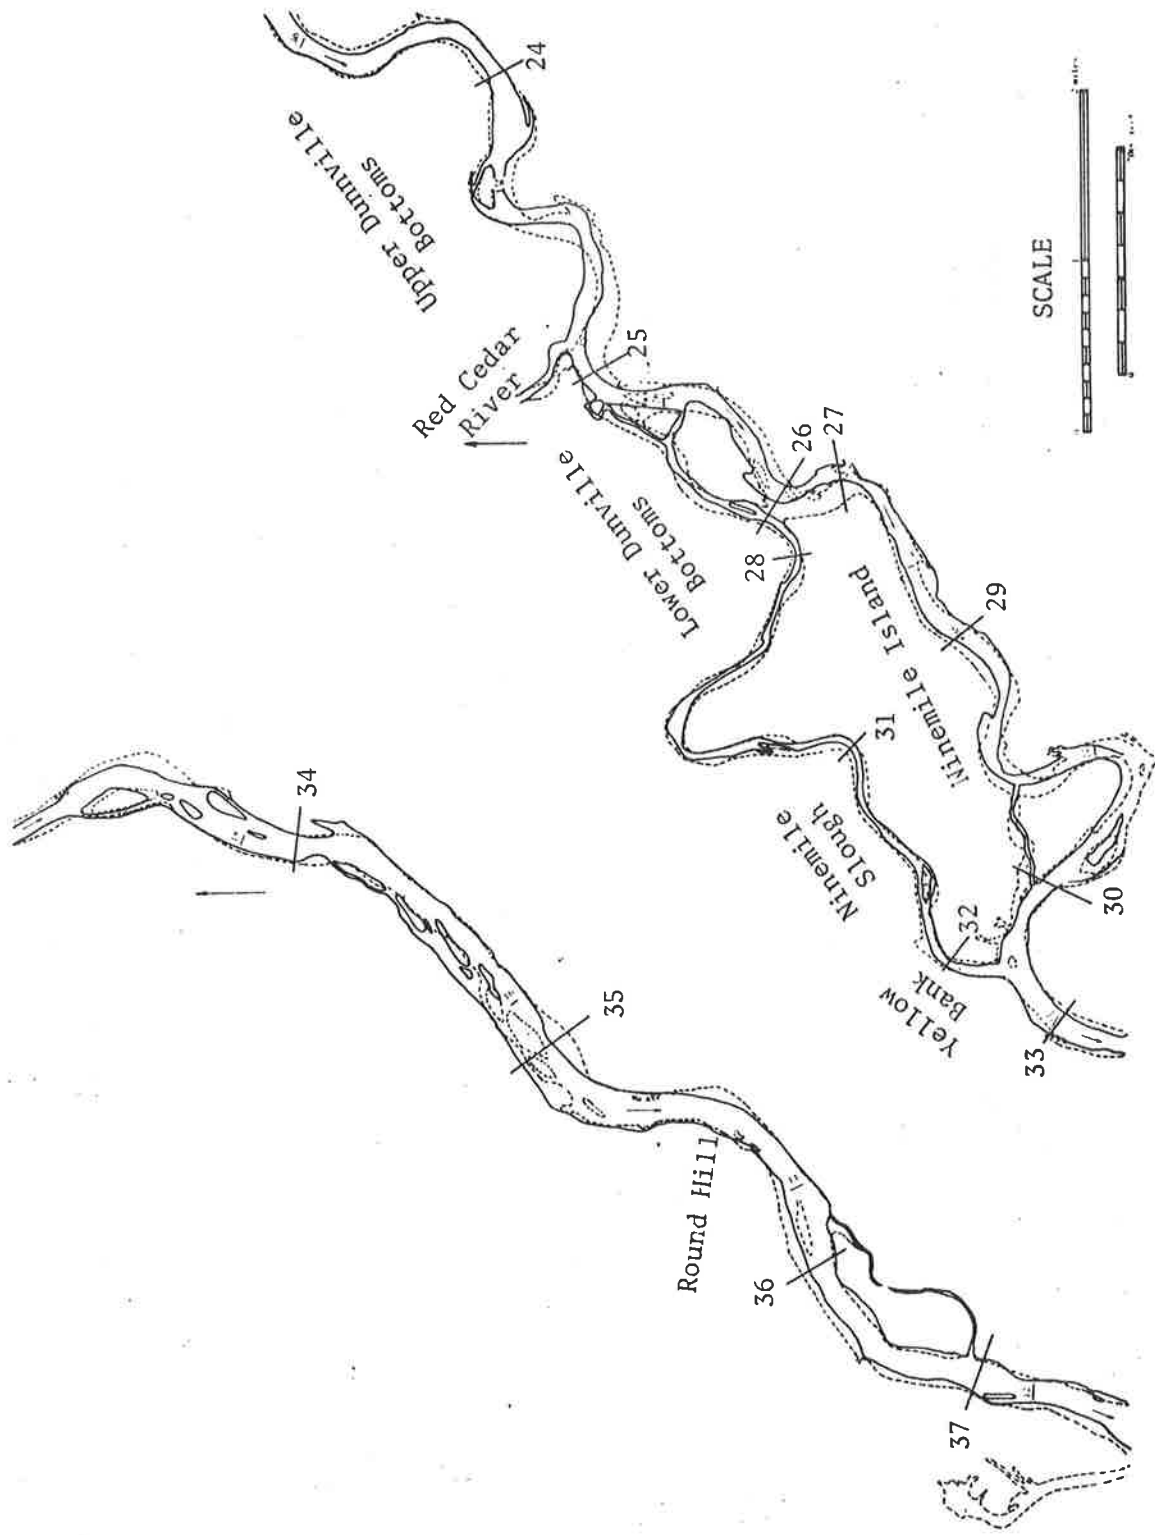 24
Upper Dunnville
Bottoms
Red Cedar
River
25
Lower Dunville
Bottoms
26
27
28
Ninemile Island
29
31
Ninemile
Slough
30
32
Yellow
Bank
33
34
35
Round Hill
36
37
SCALE